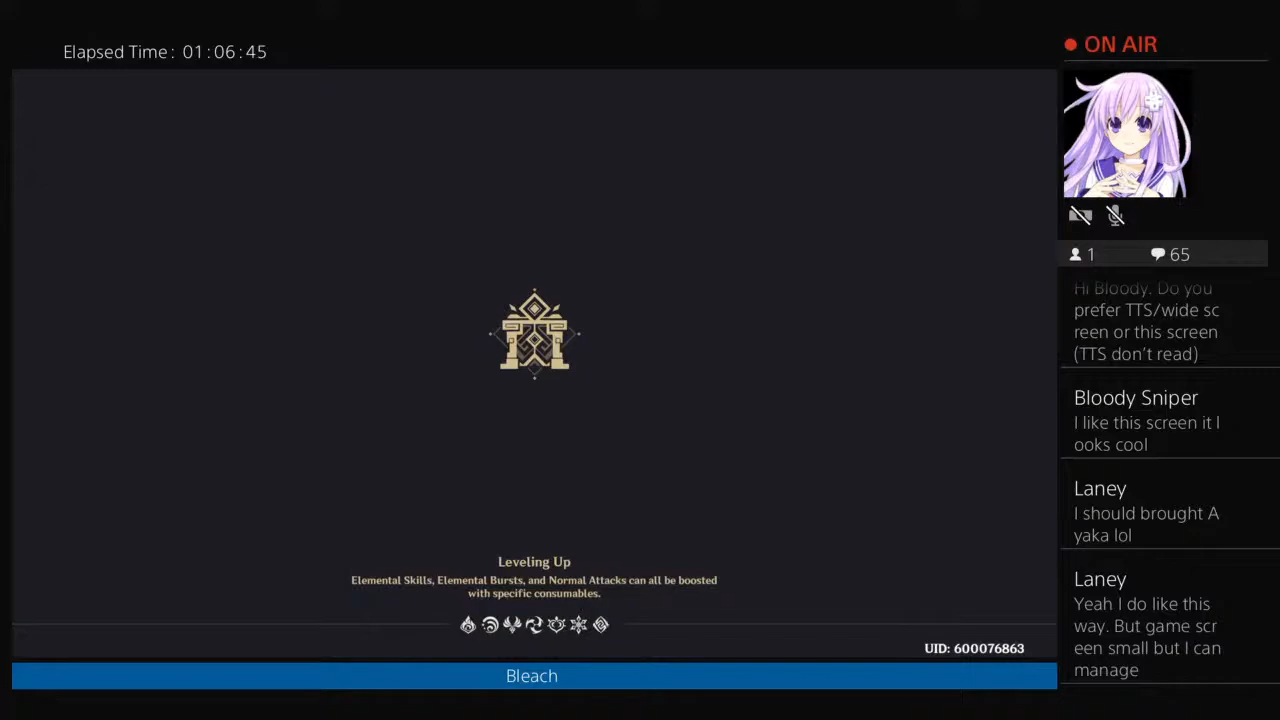 Elapsed Time: 01:06:45
ON AIR
1
65
Hi Bloody. Do you
prefer TTS/wide sc
reen or this screen
(TTS don't read)
Bloody Sniper
I like this screen it l
ooks cool
Laney
I should brought A
yaka lol
Laney
Yeah I do like this
way. But game scr
een small but I can
manage
Leveling Up
Elemental Skills, Elemental Bursts, and Normal Attacks can all be boosted
with specific consumables.
UID: 600076863
Bleach